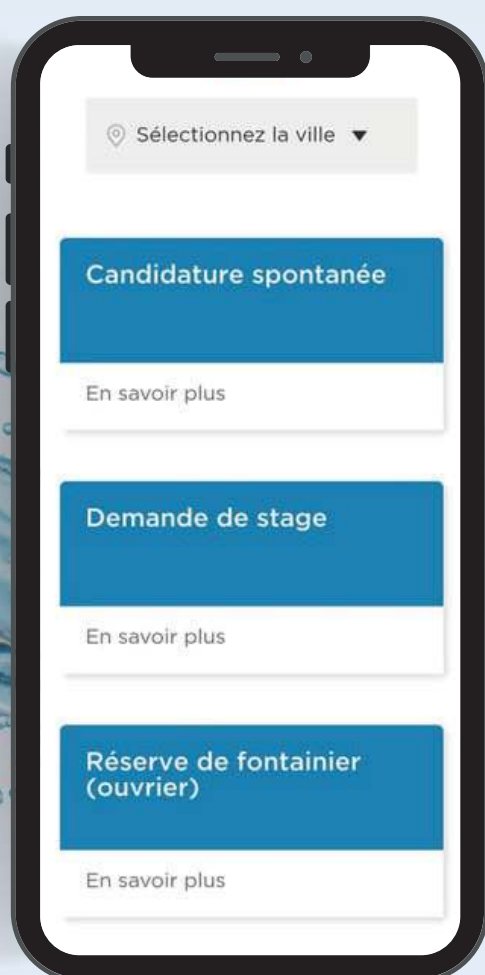 Sélectionnez la ville
Candidature spontanée
En savoir plus
Demande de stage
En savoir plus
Réserve de fontainier
(ouvrier)
En savoir plus